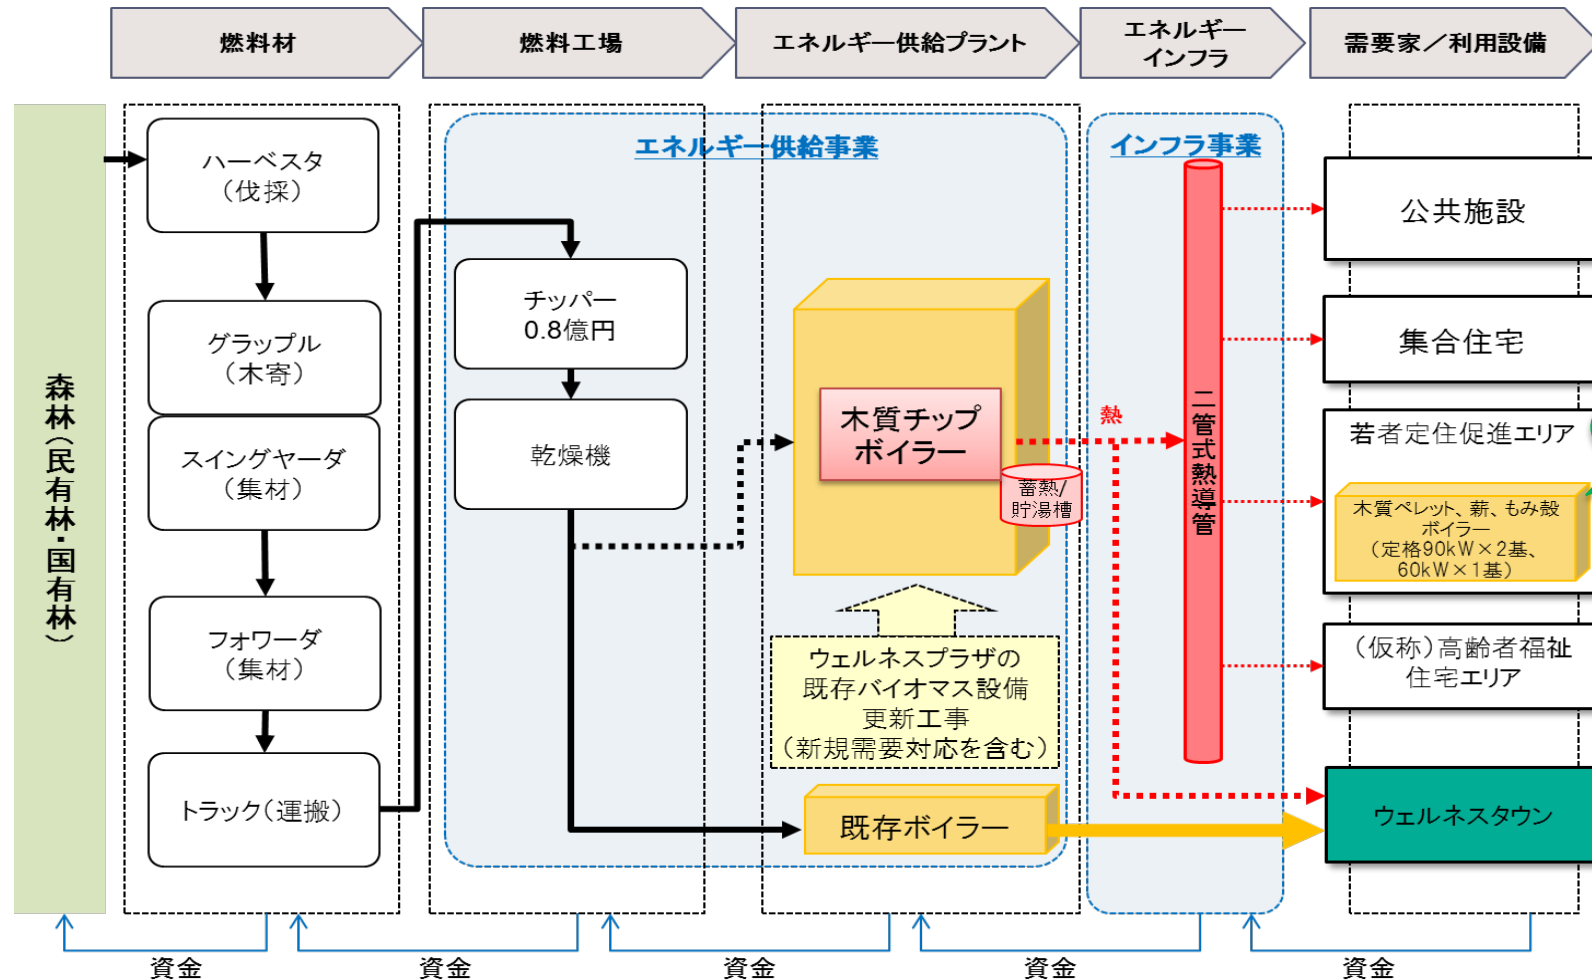 燃料材
燃料工場
エネルギー供給プラント
エネルギー
インフラ
需要家／利用設備
森林（民有林・国有林）
ハーベスタ
（伐採）
グラップル
（木寄）
スイングヤーダ
（集材）
フォワーダ
（集材）
トラック（運搬）
エネルギー供給事業
チッパー
0.8億円
乾燥機
木質チップ
ボイラー
蓄熱/
貯湯槽
ウェルネスプラザの
既存バイオマス設備
更新工事
（新規需要対応を含む）
既存ボイラー
熱
インフラ事業
二管式熱導管
公共施設
集合住宅
若者定住促進エリア
木質ペレット、薪、もみ殻
ボイラー
（定格90kW×2基、
60kW×1基）
（仮称）高齢者福祉
住宅エリア
ウェルネスタウン
資金
資金
資金
資金
資金